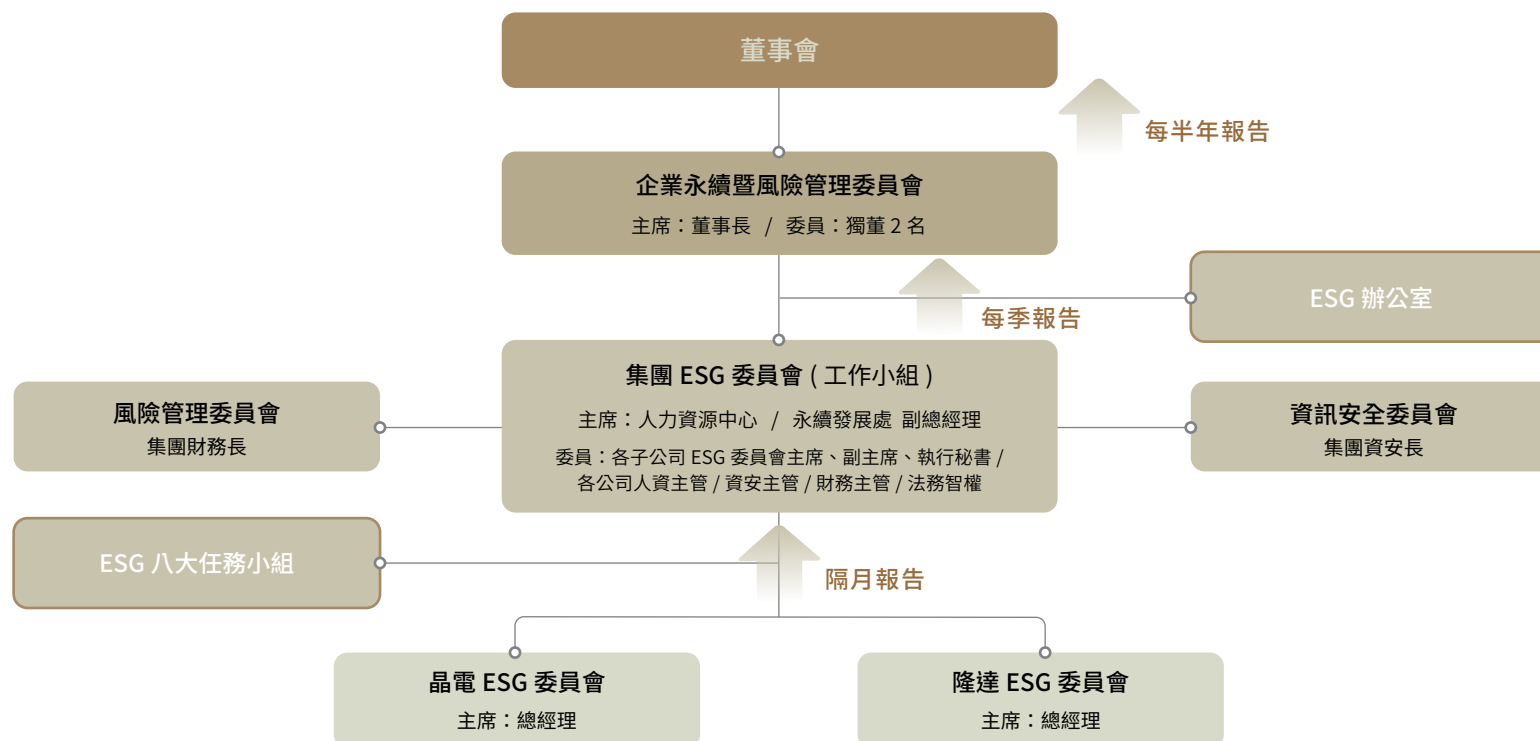 董事會
每半年報告
企業永續暨風險管理委員會
主席：董事長 / 委員：獨董 2 名
ESG 辦公室
每季報告
集團 ESG 委員會 ( 工作小組 )
主席：人力資源中心 / 永續發展處 副總經理
委員：各子公司 ESG 委員會主席、副主席、執行秘書 /
各公司人資主管 / 資安主管 / 財務主管 / 法務智權
風險管理委員會
集團財務長
資訊安全委員會
集團資安長
ESG 八大任務小組
隔月報告
晶電 ESG 委員會
主席：總經理
隆達 ESG 委員會
主席：總經理